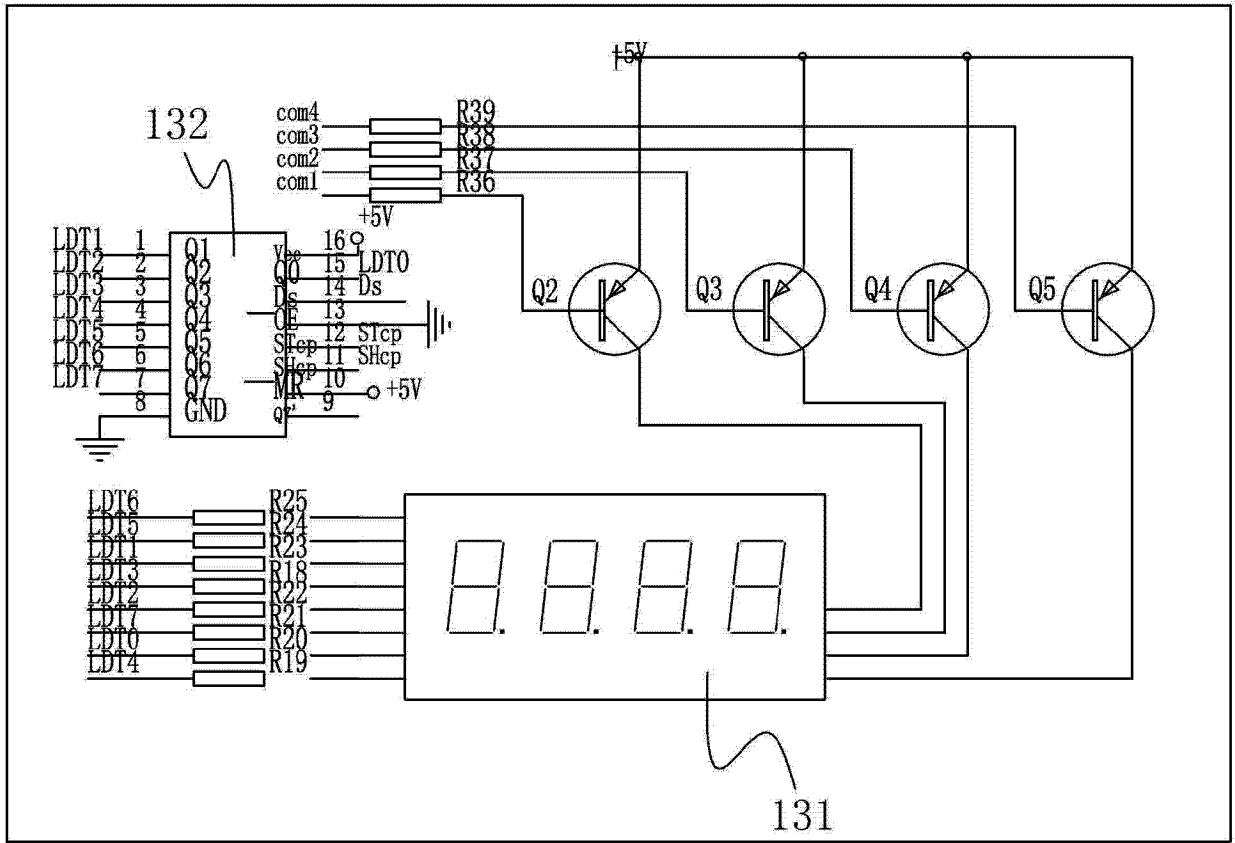 +5V
com4 R39
com3 R38
com2 R37
com1 R36
132
+5V
LDT1 1 Q1 Vcc 16
LDT2 2 Q2 Q0 15 LDT0
LDT3 3 Q3 Ds 14 Ds
LDT4 4 Q4 OE 13
LDT5 5 Q5 STcp 12 STcp
LDT6 6 Q6 SHcp 11 SHcp
LDT7 7 Q7 MR 10 +5V
8 GND Q7' 9
Q2 Q3 Q4 Q5
LDT6 R25
LDT5 R24
LDT1 R23
LDT3 R18
LDT2 R22
LDT7 R21
LDT0 R20
LDT4 R19
8.8.8.8.
131